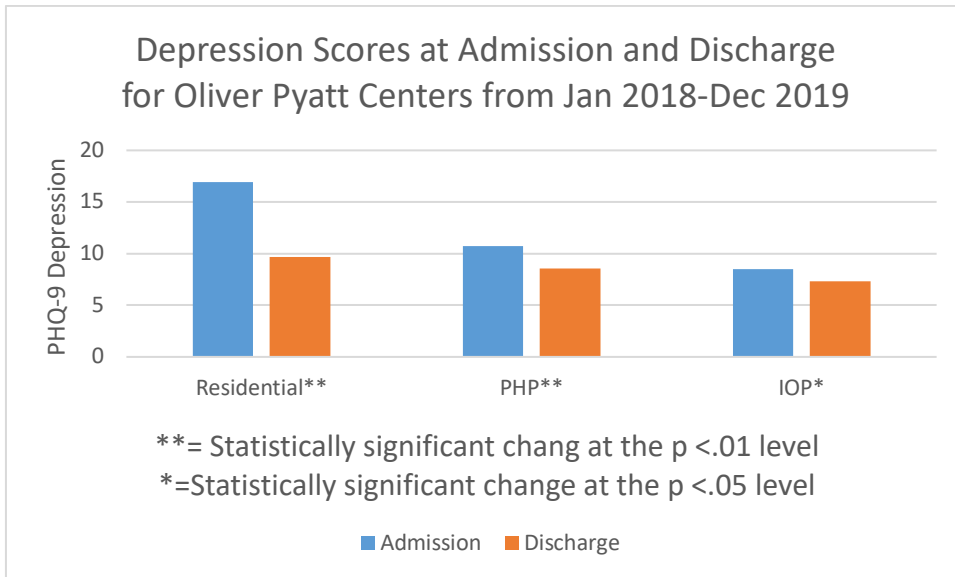 Depression Scores at Admission and Discharge
for Oliver Pyatt Centers from Jan 2018-Dec 2019
PHQ-9 Depression
20
15
10
5
0
Residential**
PHP**
IOP*
**= Statistically significant chang at the p <.01 level
*=Statistically significant change at the p <.05 level
Admission
Discharge